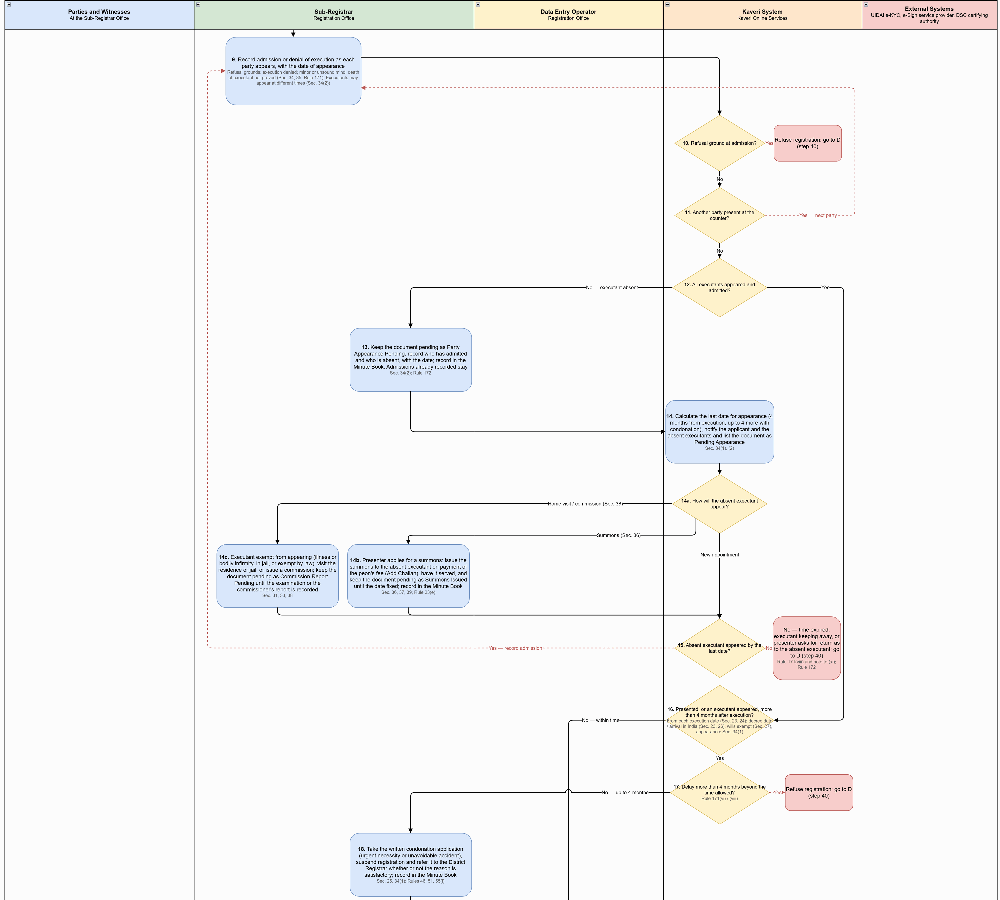 Parties and Witnesses
At the Sub-Registrar Office
Sub-Registrar
Registration Office
Data Entry Operator
Registration Office
Kaveri System
Kaveri Online Services
External Systems
UIDAI e-KYC, e-Sign service provider, DSC certifying
authority
9. Record admission or denial of execution as each
party appears, with the date of appearance
Refusal grounds: execution denied; minor or unsound mind; death
of executant not proved (Sec. 34, 35; Rule 171). Executants may
appear at different times (Sec. 34(2))
10. Refusal ground at admission?
Yes
Refuse registration: go to D
(step 40)
No
11. Another party present at the
counter?
Yes — next party
No
12. All executants appeared and
admitted?
No — executant absent
Yes
13. Keep the document pending as Party
Appearance Pending: record who has admitted
and who is absent, with the date; record in the
Minute Book. Admissions already recorded stay
Sec. 34(2); Rule 172
14. Calculate the last date for appearance (4
months from execution; up to 4 more with
condonation), notify the applicant and the
absent executants and list the document as
Pending Appearance
Sec. 34(1), (2)
14a. How will the absent executant
appear?
Home visit / commission (Sec. 38)
Summons (Sec. 36)
New appointment
14c. Executant exempt from appearing (illness or
bodily infirmity, in jail, or exempt by law): visit the
residence or jail, or issue a commission; keep the
document pending as Commission Report
Pending until the examination or the
commissioner's report is recorded
Sec. 31, 33, 38
14b. Presenter applies for a summons: issue the
summons to the absent executant on payment of
the peon's fee (Add Challan), have it served, and
keep the document pending as Summons Issued
until the date fixed; record in the Minute Book
Sec. 36, 37, 39; Rule 23(e)
15. Absent executant appeared by the
last date?
Yes — record admission
No
No — time expired,
executant keeping away, or
presenter asks for return as
to the absent executant: go
to D (step 40)
Rule 171(viii) and note to (xi);
Rule 172
16. Presented, or an executant appeared, more
than 4 months after execution?
From each execution date (Sec. 23, 24); decree date
/ arrival in India (Sec. 23, 26); wills exempt (Sec. 27);
appearance: Sec. 34(1)
No — within time
Yes
17. Delay more than 4 months beyond the
time allowed?
Rule 171(vi) / (viii)
No — up to 4 months
Yes
Refuse registration: go to D
(step 40)
18. Take the written condonation application
(urgent necessity or unavoidable accident),
suspend registration and refer it to the District
Registrar whether or not the reason is
satisfactory; record in the Minute Book
Sec. 25, 34(1); Rules 46, 51, 55(i)